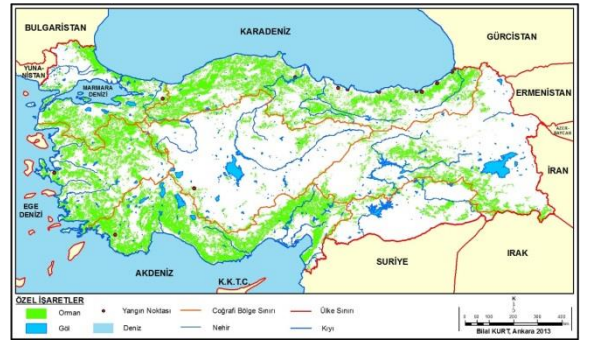 BULGARİSTAN
KARADENİZ
GÜRCİSTAN
YUNA-
NİSTAN
MARMARA
DENİZİ
ERMENİSTAN
İRAN
EGE
DENİZİ
AKDENİZ
K.K.T.C.
SURİYE
IRAK
ÖZEL İŞARETLER
Orman
Yangın Noktası
Coğrafi Bölge Sınırı
Ülke Sınırı
Göl
Deniz
Nehir
Kıyı
K
Bilal KURT, Ankara 2013